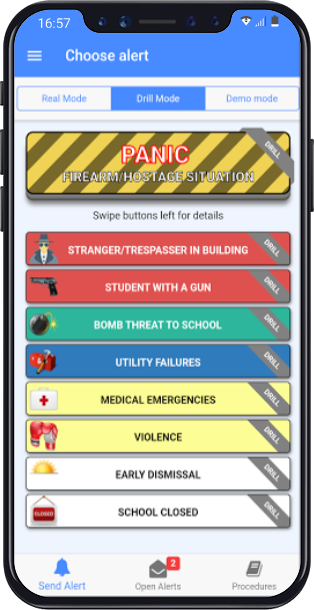 16:57
Choose alert
Real Mode Drill Mode Demo mode
DRILL
PANIC
FIREARM/HOSTAGE SITUATION
Swipe buttons left for details
STRANGER/TRESPASSER IN BUILDING DRILL
STUDENT WITH A GUN DRILL
BOMB THREAT TO SCHOOL DRILL
UTILITY FAILURES DRILL
MEDICAL EMERGENCIES DRILL
VIOLENCE DRILL
EARLY DISMISSAL DRILL
CLOSED SCHOOL CLOSED DRILL
2
Send Alert Open Alerts Procedures